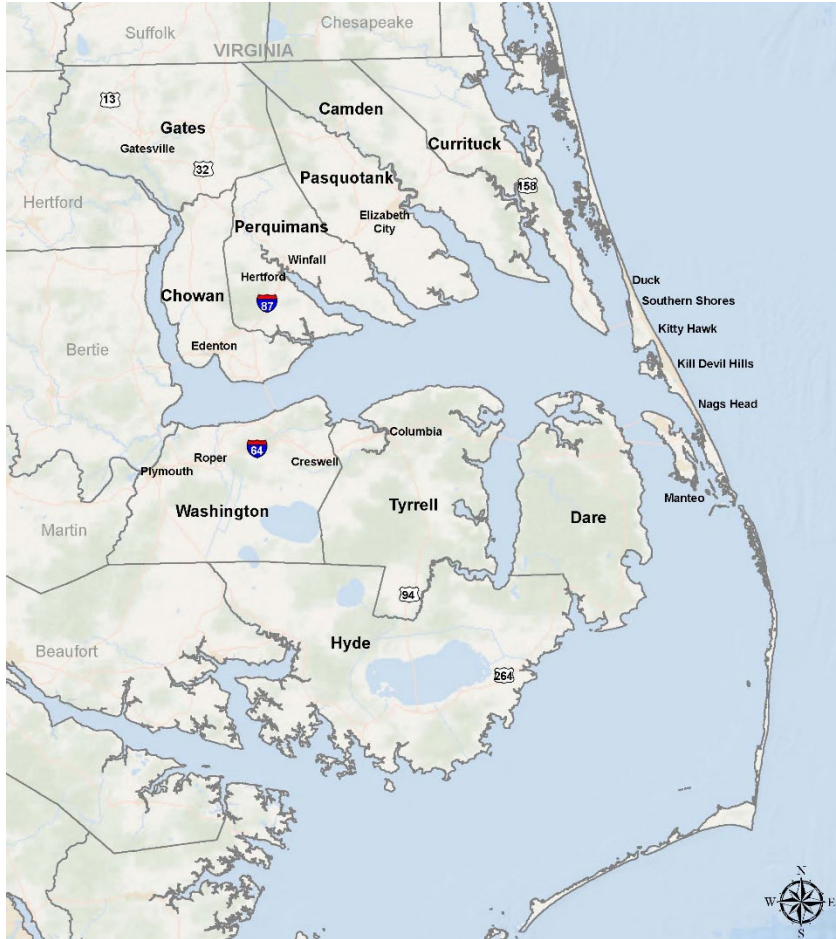 Suffolk
Chesapeake
VIRGINIA
13
Gates
Gatesville
32
Camden
Currituck
158
Pasquotank
Elizabeth
City
Hertford
Perquimans
Winfall
Hertford
87
Chowan
Edenton
Bertie
Duck
Southern Shores
Kitty Hawk
Kill Devil Hills
Nags Head
Manteo
Columbia
Roper
64
Creswell
Plymouth
Washington
Tyrrell
Dare
Martin
94
Hyde
264
Beaufort
N
W
E
S